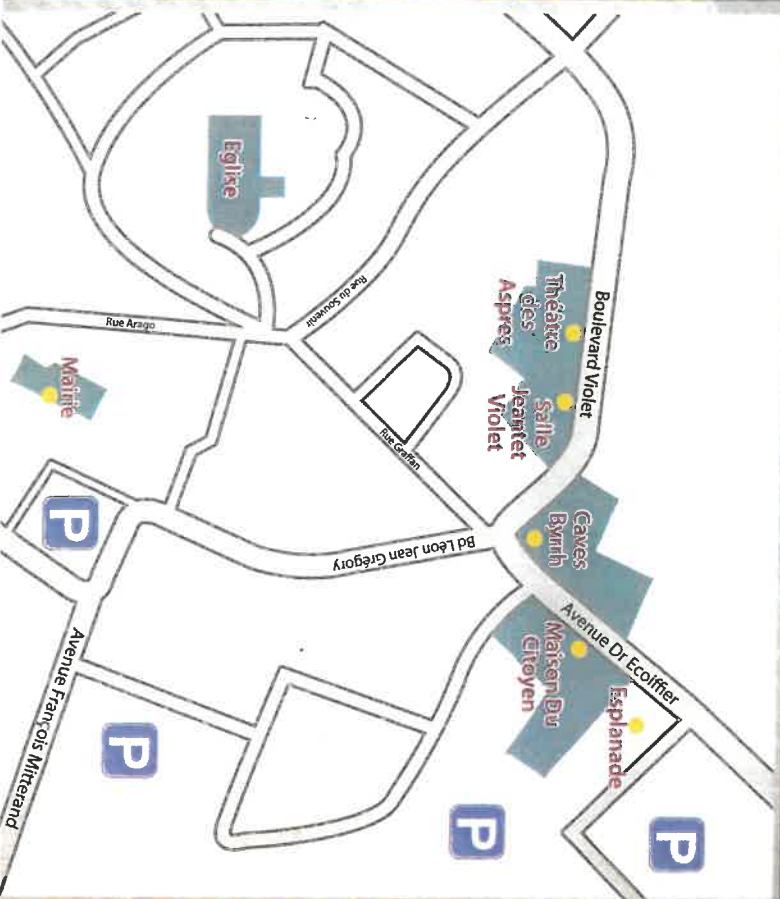 Boulevard Violet
Théâtre
des
Aspres
Salle
Jeantet
Violet
Caves
Byrrh
Avenue Dr Ecoiffier
Esplanade
Maison Du
Citoyen
P
P
Bd Léon Jean Grégory
Rue Graffan
Rue du Souvenir
Eglise
Rue Arago
Mairie
P
P
Avenue François Mitterand